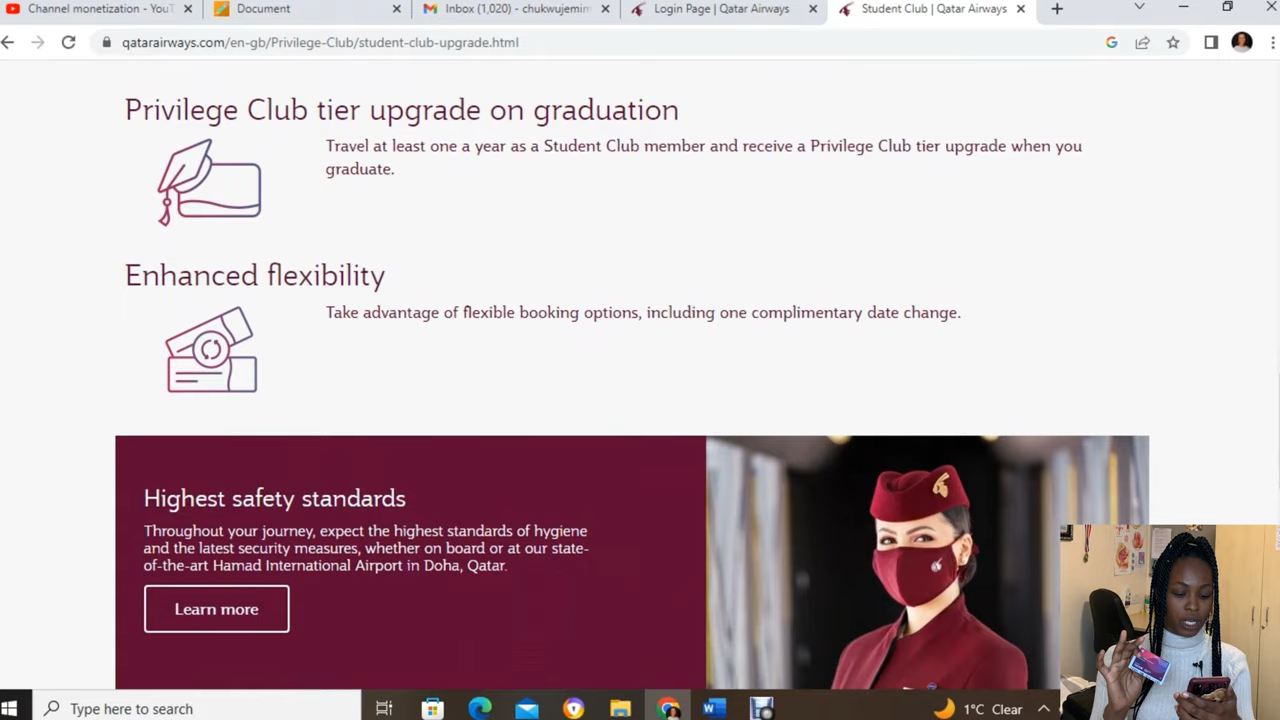 Channel monetization - YouT
Document
Inbox (1,020) - chukwujemim
Login Page | Qatar Airways
Student Club | Qatar Airways
qatarairways.com/en-gb/Privilege-Club/student-club-upgrade.html
Privilege Club tier upgrade on graduation
Travel at least one a year as a Student Club member and receive a Privilege Club tier upgrade when you
graduate.
Enhanced flexibility
Take advantage of flexible booking options, including one complimentary date change.
Highest safety standards
Throughout your journey, expect the highest standards of hygiene
and the latest security measures, whether on board or at our state-
of-the-art Hamad International Airport in Doha, Qatar.
Learn more
Type here to search
1°C Clear